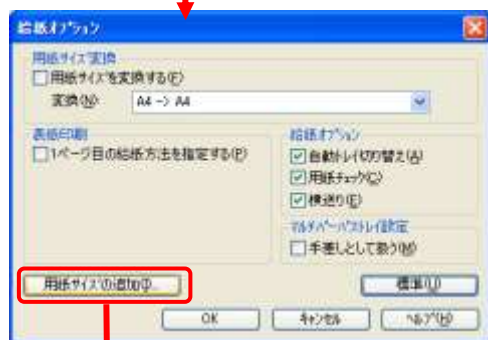 給紙オプション
用紙サイズ変換
用紙サイズを変換する(E)
変換(N)
A4 -> A4
表紙印刷
1ページ目の給紙方法を指定する(P)
給紙オプション
自動トレイ切り替え(A)
用紙チェック(C)
横送り(E)
マルチパーパストレイ設定
手差しとして扱う(M)
用紙サイズの追加(I)...
標準(U)
OK
キャンセル
ヘルプ(H)